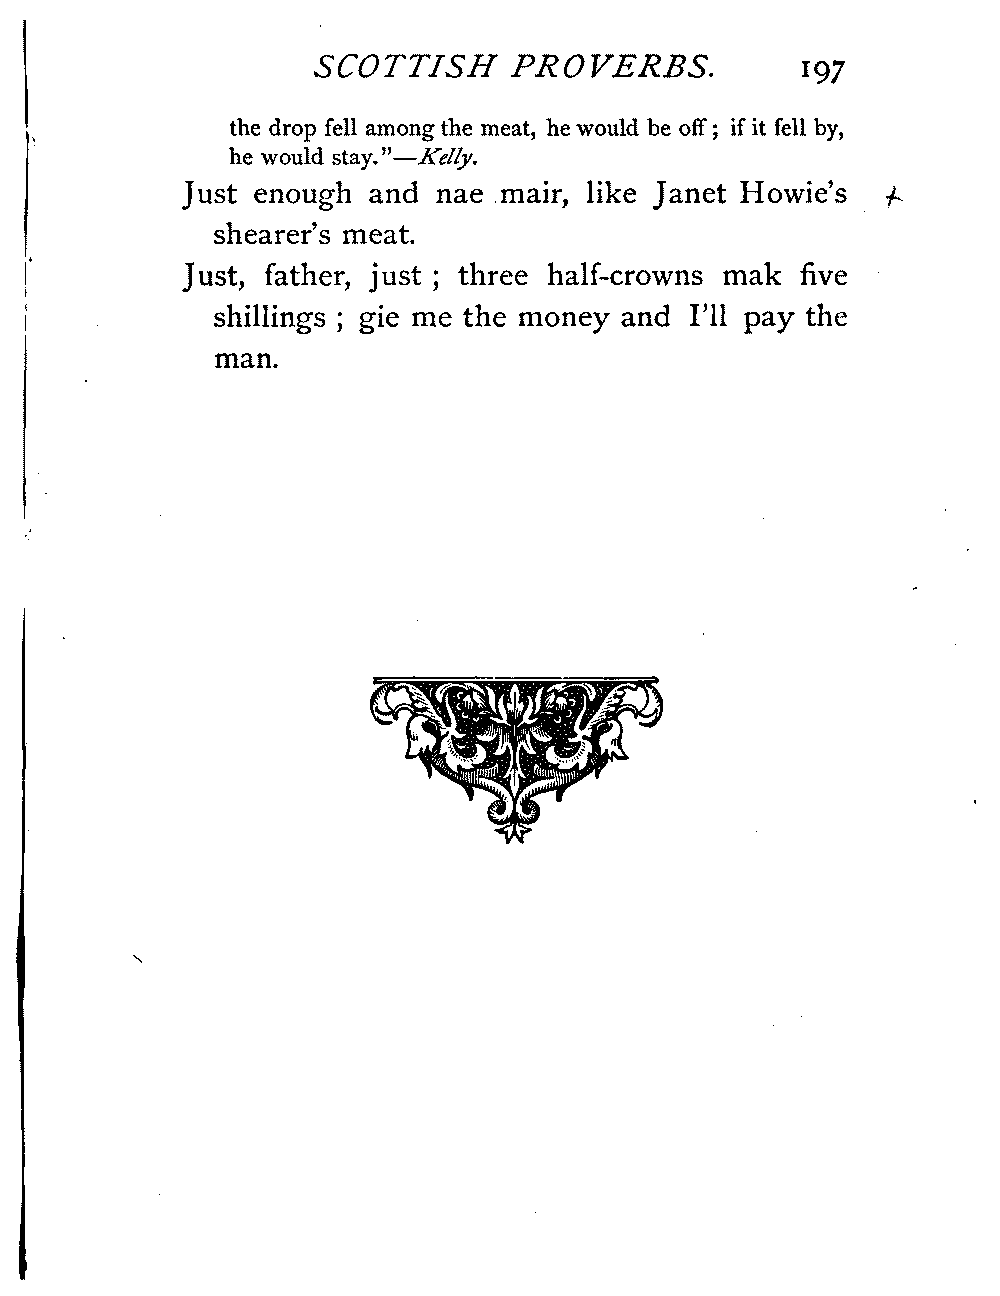 SCOTTISH PROVERBS. 197
the drop fell among the meat, he would be off ; if it fell by,
he would stay."—Kelly.
Just enough and nae mair, like Janet Howie's
shearer's meat.
Just, father, just ; three half-crowns mak five
shillings ; gie me the money and I'll pay the
man.